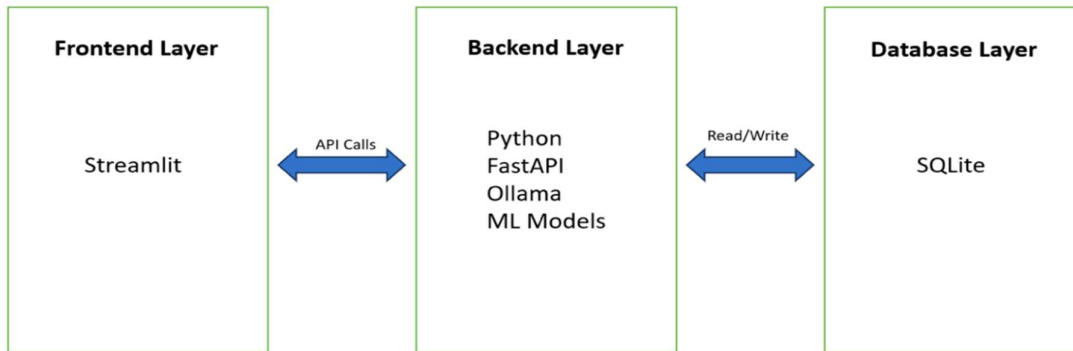 Frontend Layer
Streamlit
API Calls
Backend Layer
Python
FastAPI
Ollama
ML Models
Read/Write
Database Layer
SQLite